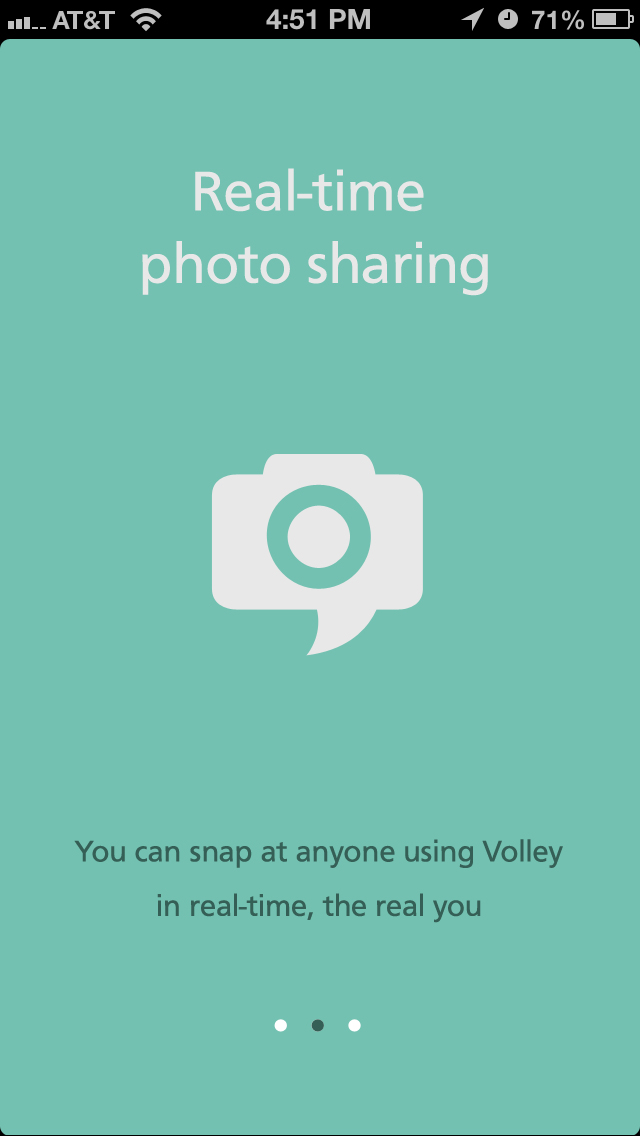 AT&T 4:51 PM 71%
Real-time
photo sharing
You can snap at anyone using Volley
in real-time, the real you